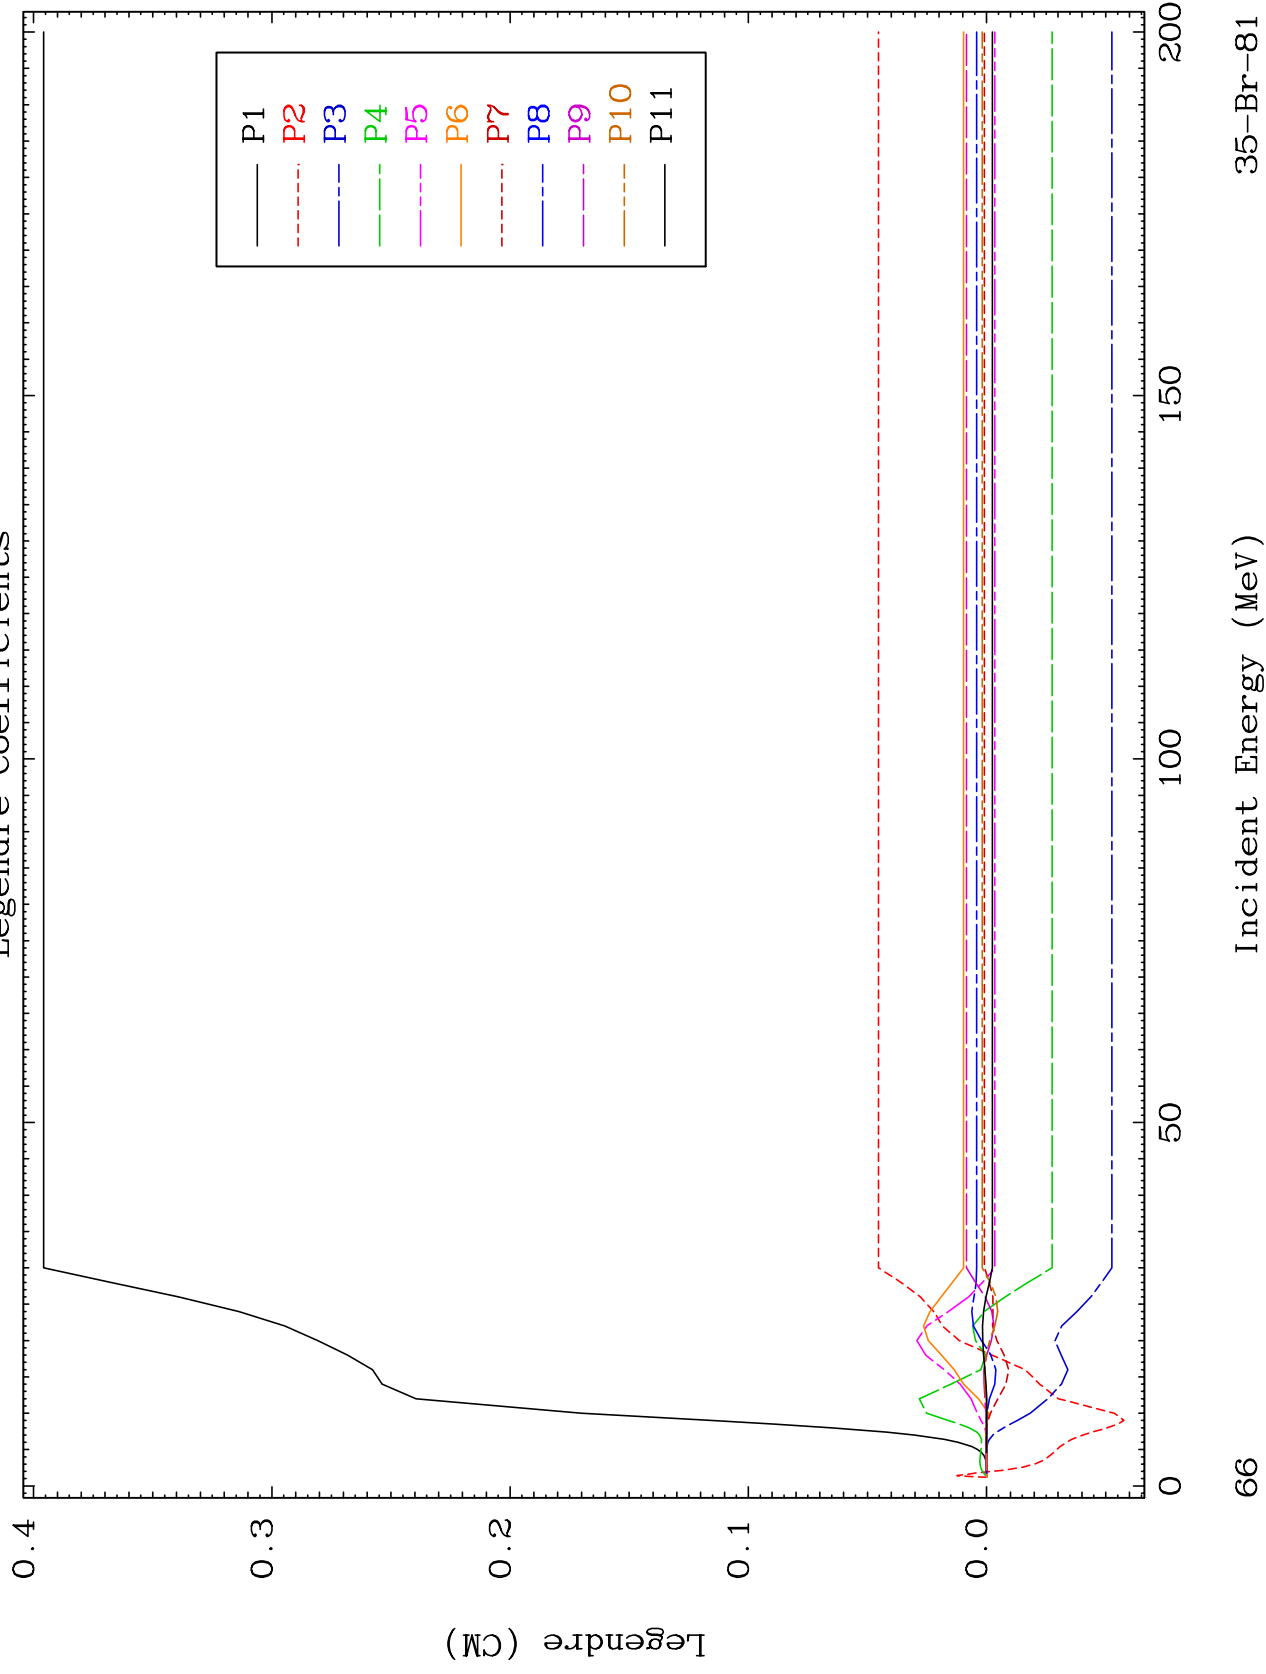 Legendre Coefficients
P1
P2
P3
P4
P5
P6
P7
P8
P9
P10
P11
0.4
0.3
0.2
0.1
0.0
Legendre (CM)
0
50
100
150
200
Incident Energy (MeV)
66
35-Br-81